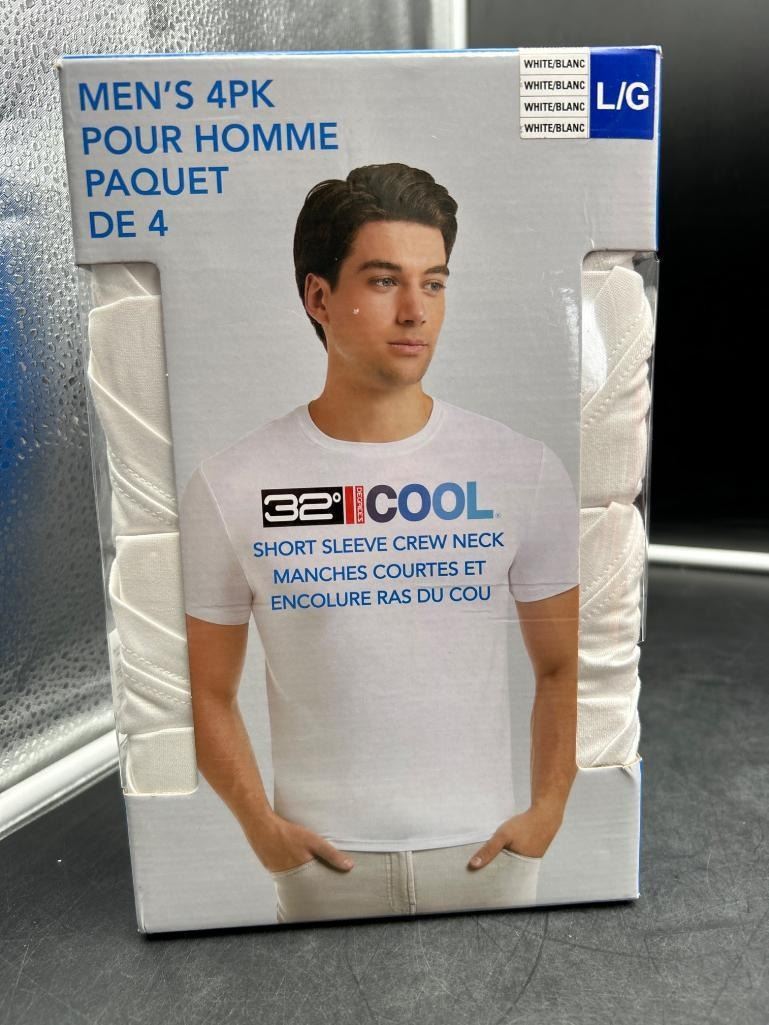 MEN'S 4PK
POUR HOMME
PAQUET
DE 4
WHITE/BLANC
WHITE/BLANC
WHITE/BLANC
WHITE/BLANC
L/G
32° DEGREES COOL®
SHORT SLEEVE CREW NECK
MANCHES COURTES ET
ENCOLURE RAS DU COU